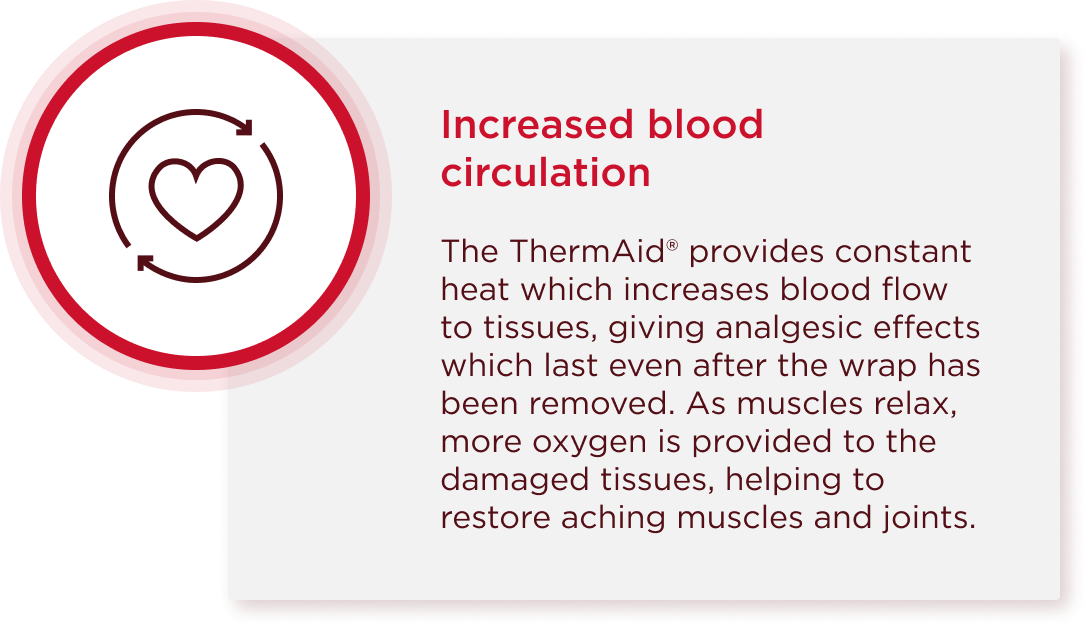 Increased blood
circulation
The ThermAid® provides constant
heat which increases blood flow
to tissues, giving analgesic effects
which last even after the wrap has
been removed. As muscles relax,
more oxygen is provided to the
damaged tissues, helping to
restore aching muscles and joints.